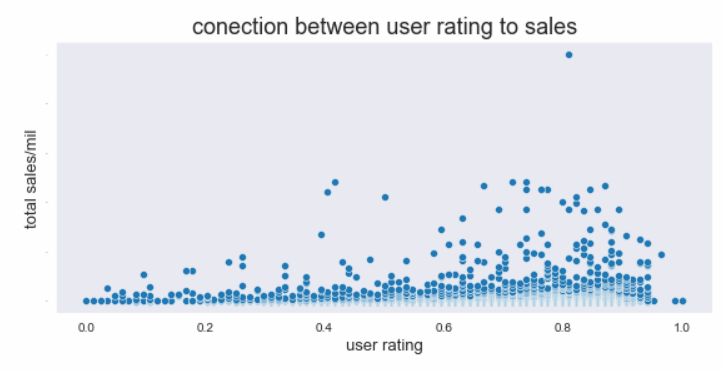 conection between user rating to sales
total sales/mil
0.0 0.2 0.4 0.6 0.8 1.0
user rating